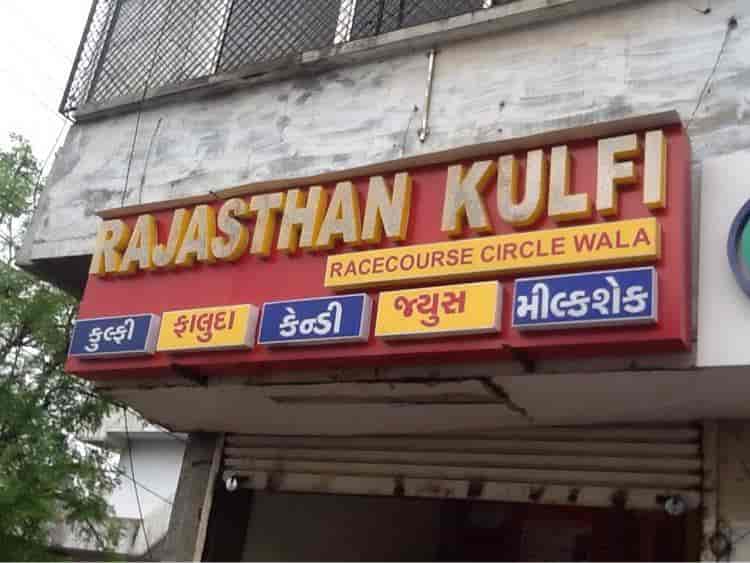 RAJASTHAN KULFI
RACECOURSE CIRCLE WALA
કુલ્ફી ફાલુદા કેન્ડી જ્યુસ મીલ્કશેક